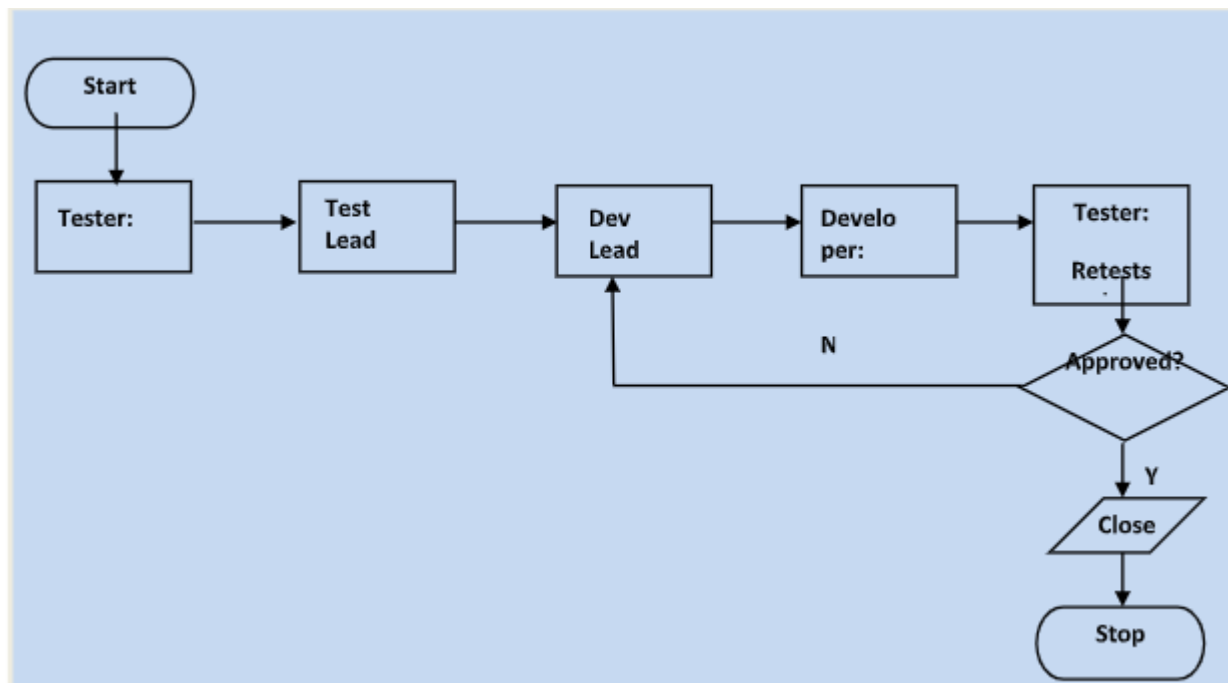 Start
Tester:
Test
Lead
Dev
Lead
Develo
per:
Tester:
Retests
N
Approved?
Y
Close
Stop